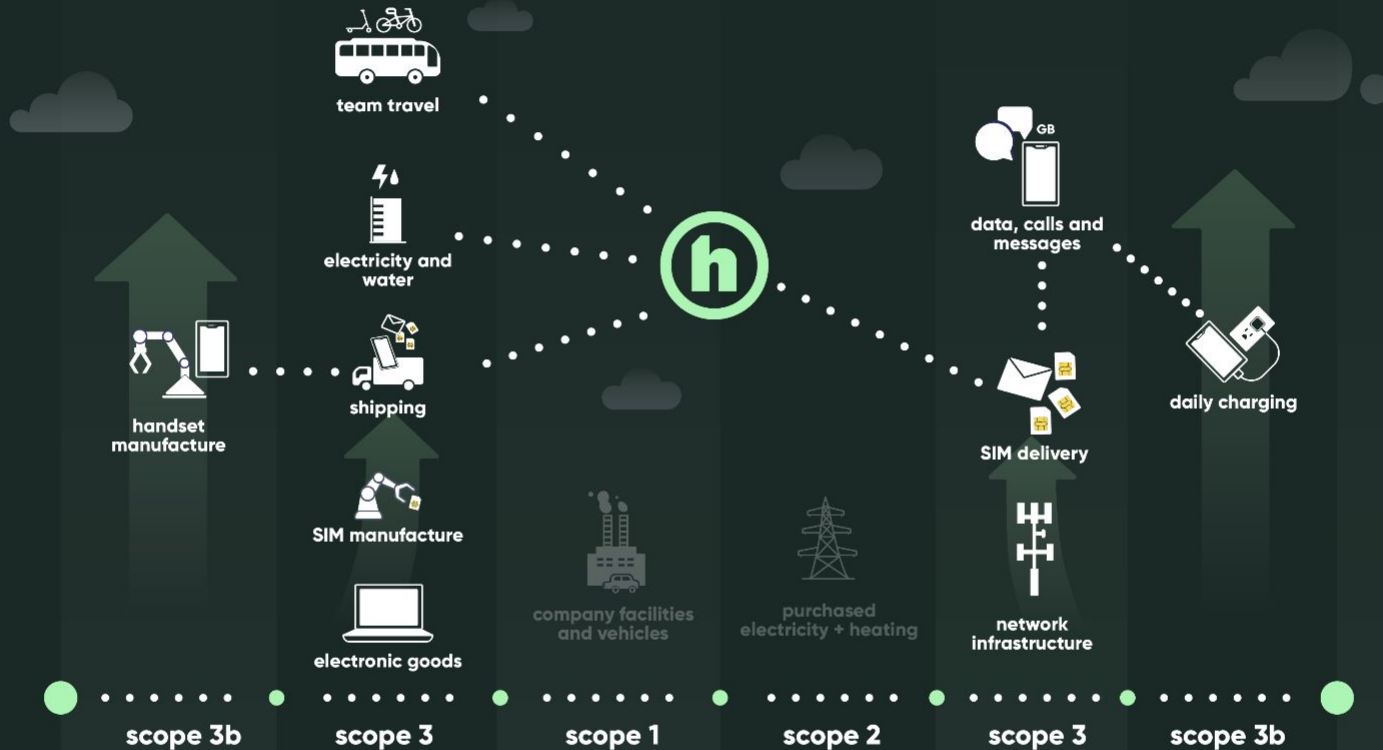 team travel
electricity and
water
handset
manufacture
shipping
SIM manufacture
electronic goods
h
company facilities
and vehicles
purchased
electricity + heating
GB
data, calls and
messages
SIM delivery
network
infrastructure
daily charging
scope 3b
scope 3
scope 1
scope 2
scope 3
scope 3b